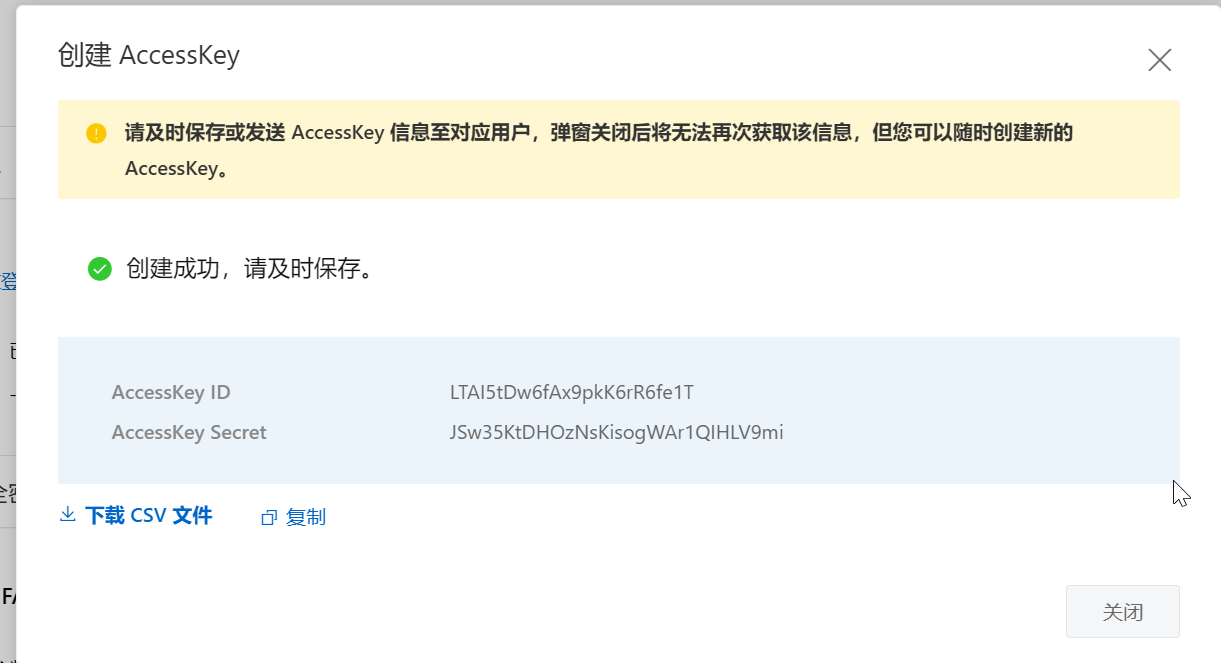 创建 AccessKey
请及时保存或发送 AccessKey 信息至对应用户，弹窗关闭后将无法再次获取该信息，但您可以随时创建新的
AccessKey。
创建成功，请及时保存。
登
AccessKey ID LTAI5tDw6fAx9pkK6rR6fe1T
AccessKey Secret JSw35KtDHOzNsKisogWAr1QIHLV9mi
下载 CSV 文件 复制
关闭